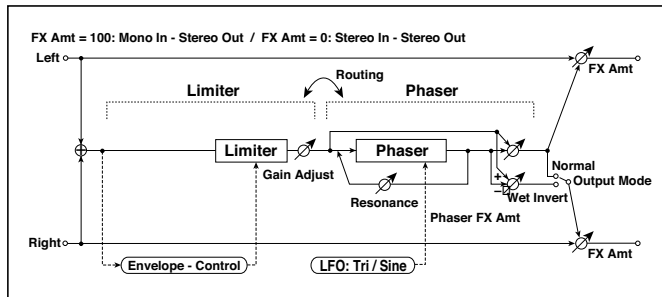 FX Amt = 100: Mono In - Stereo Out / FX Amt = 0: Stereo In - Stereo Out
Left
FX Amt
Routing
Limiter
Phaser
Limiter
Phaser
Gain Adjust
Resonance
+
−
Normal
Output Mode
Wet Invert
Phaser FX Amt
Right
FX Amt
Envelope - Control
LFO: Tri / Sine